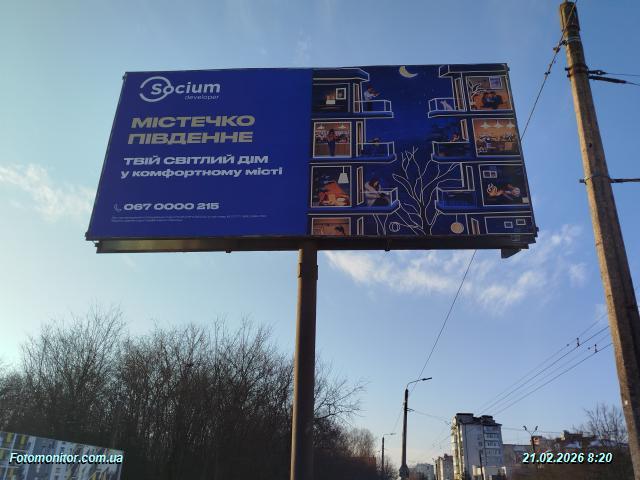 Socium
developer
МІСТЕЧКО
ПІВДЕННЕ
ТВІЙ СВІТЛИЙ ДІМ
у комфортному місті
067 0000 215
Fotomonitor.com.ua
21.02.2026 8:20